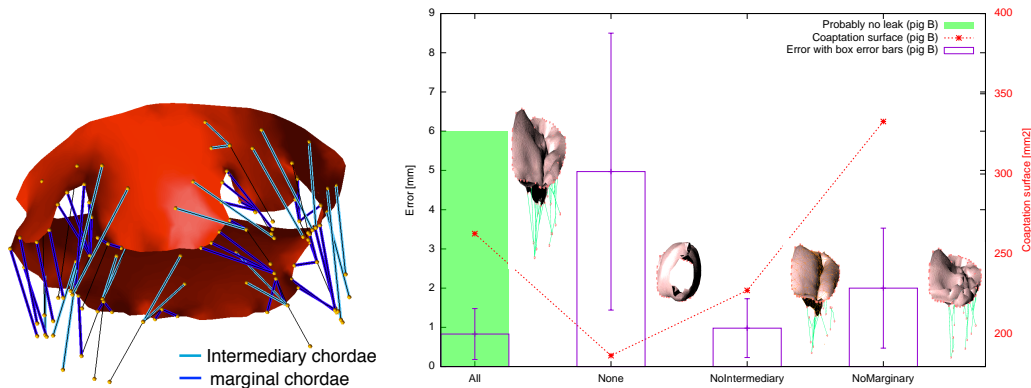 Intermediary chordae
marginal chordae
Error [mm]
9
8
7
6
5
4
3
2
1
0
Probably no leak (pig B)
Coaptation surface (pig B)
Error with box error bars (pig B)
400
350
300
250
200
Coaptation surface [mm2]
All
None
NoIntermediary
NoMarginary